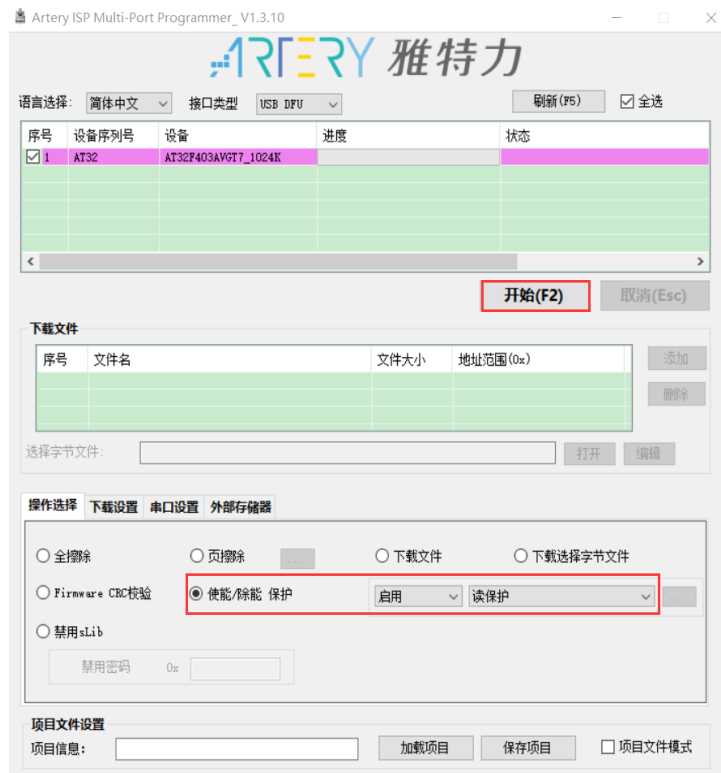 Artery ISP Multi-Port Programmer_ V1.3.10
ARTERY 雅特力
语言选择: 简体中文 接口类型 USB DFU 刷新(F5) 全选
序号 设备序列号 设备 进度 状态
1 AT32 AT32F403AVGT7_1024K
开始(F2) 取消(Esc)
下载文件
序号 文件名 文件大小 地址范围(0x)
添加
删除
选择字节文件: 打开 编辑
操作选择 下载设置 串口设置 外部存储器
全擦除 页擦除 ... 下载文件 下载选择字节文件
Firmware CRC校验 使能/除能 保护 启用 读保护 ...
禁用sLib
禁用密码 0x
项目文件设置
项目信息: 加载项目 保存项目 项目文件模式